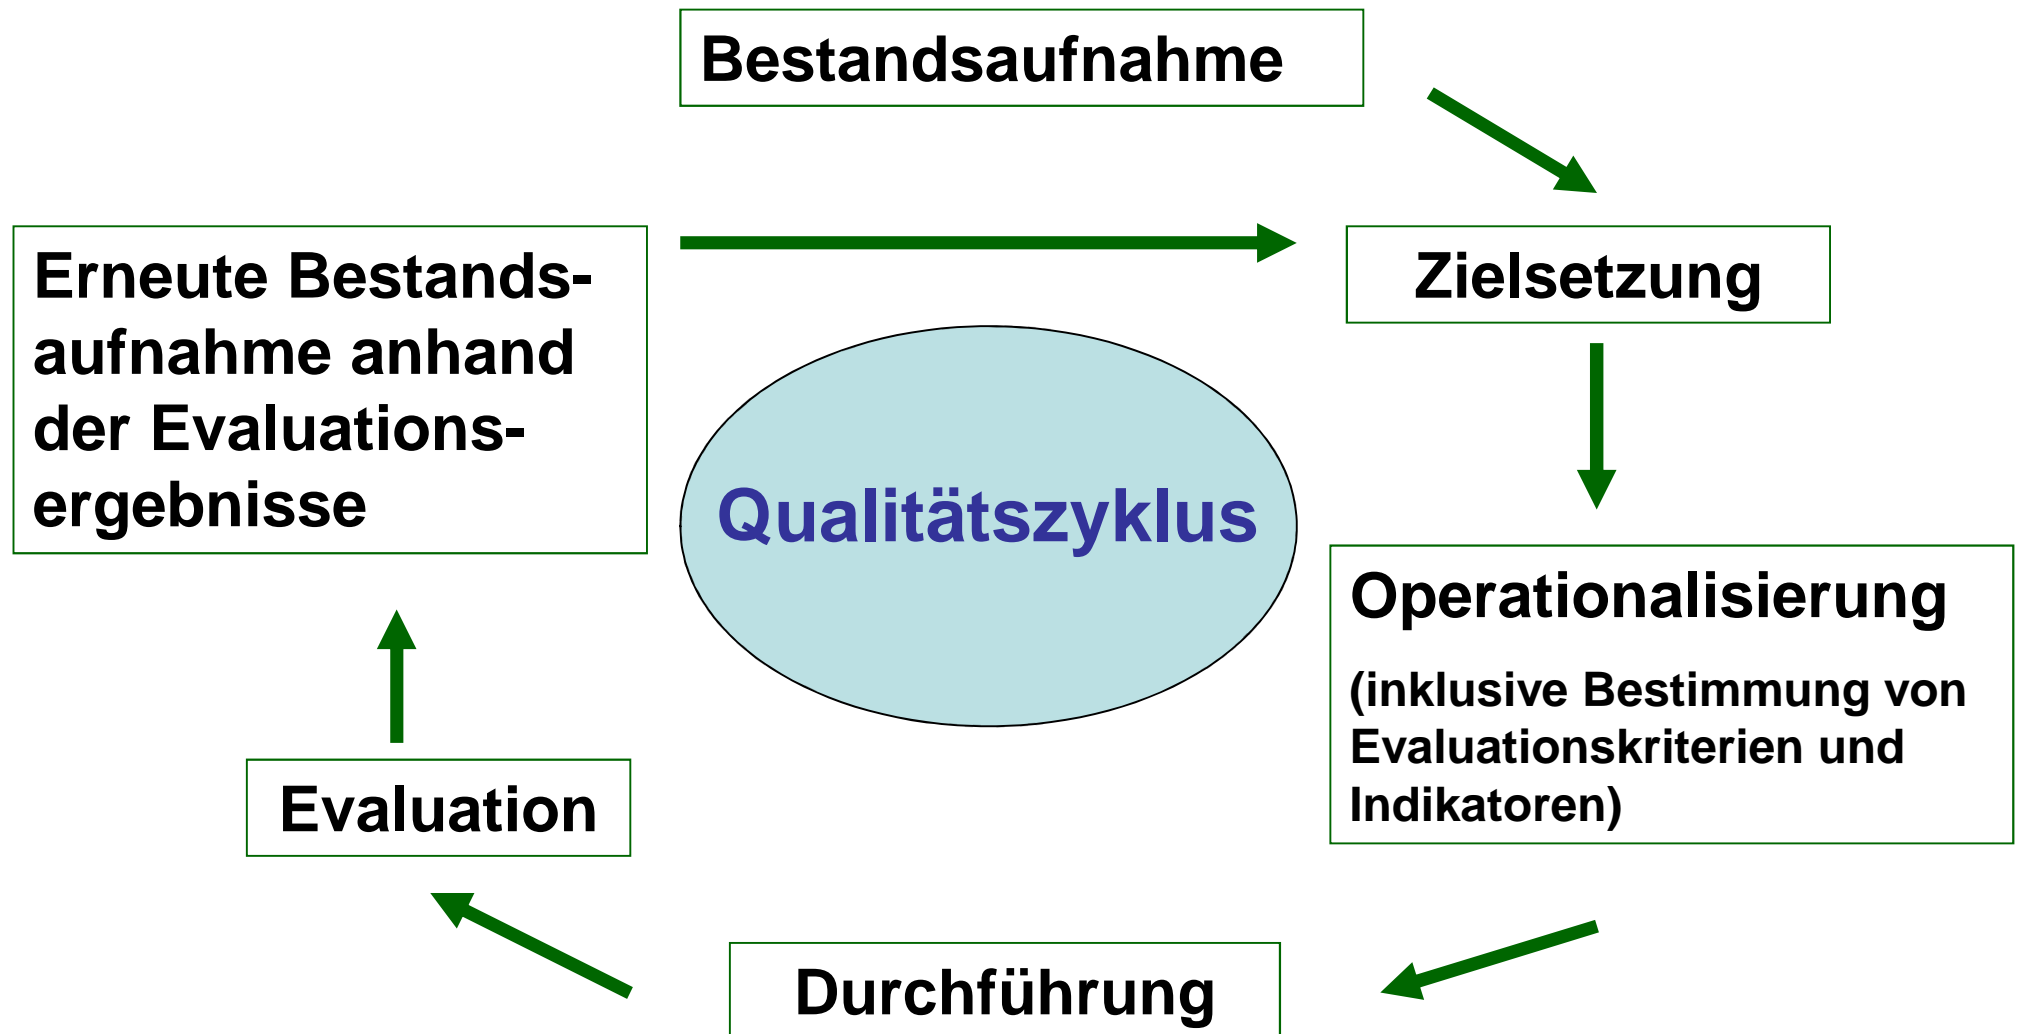 Bestandsaufnahme
Erneute Bestands-
aufnahme anhand
der Evaluations-
ergebnisse
Zielsetzung
Qualitätszyklus
Operationalisierung
(inklusive Bestimmung von
Evaluationskriterien und
Indikatoren)
Evaluation
Durchführung